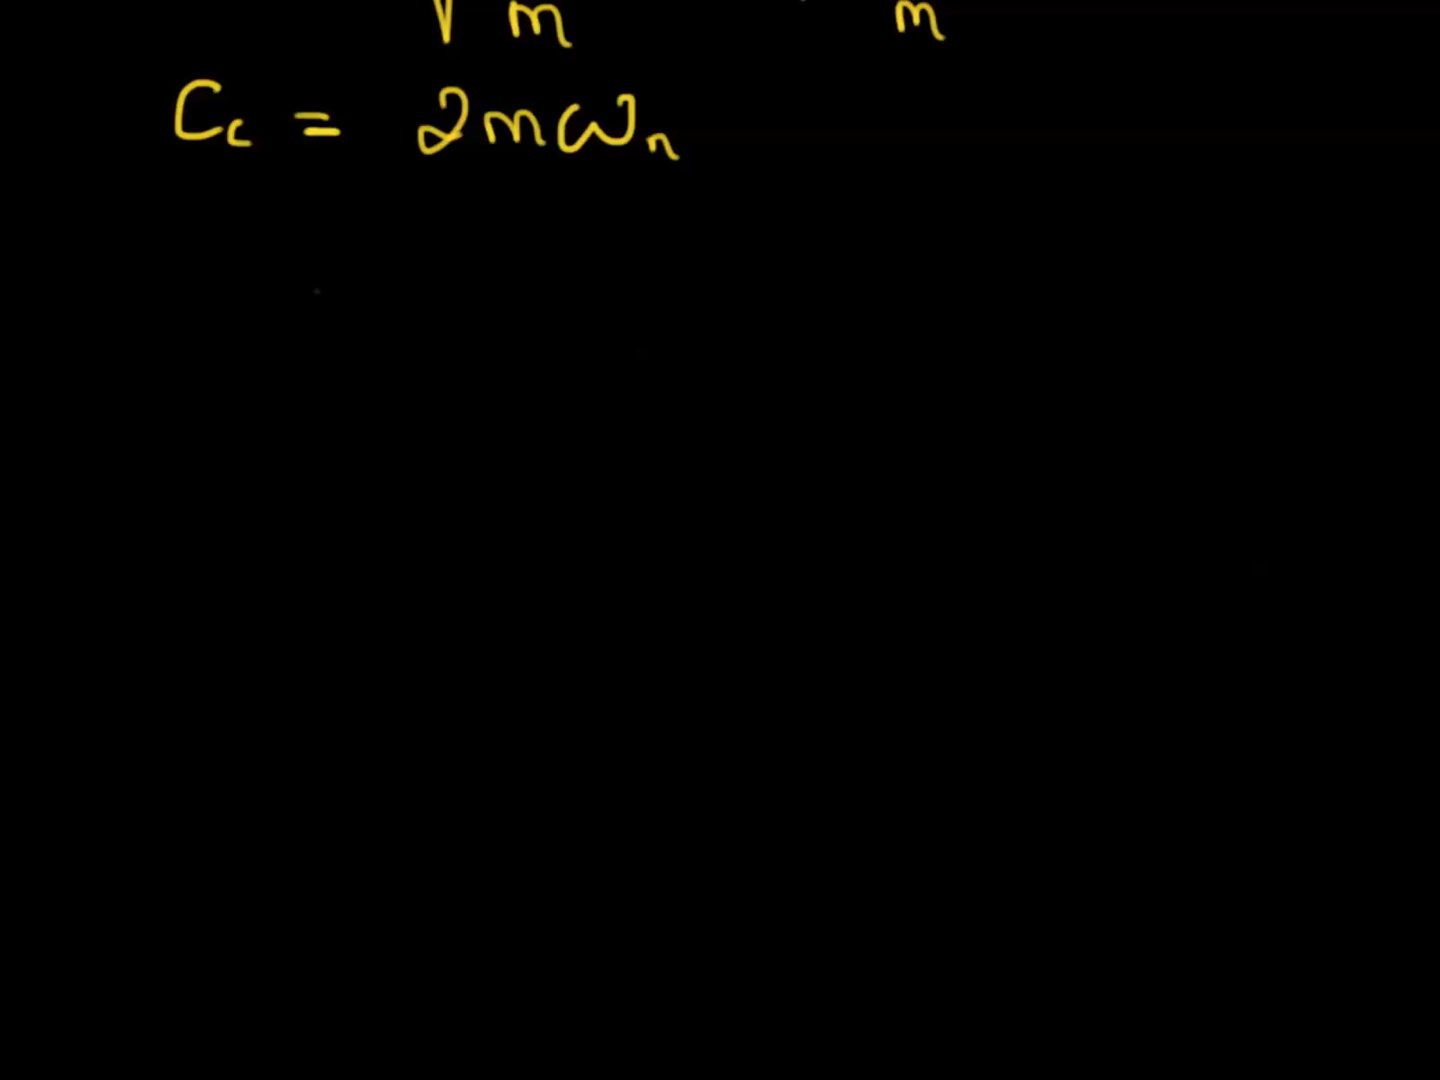 √ m m
C_c = 2mω_n